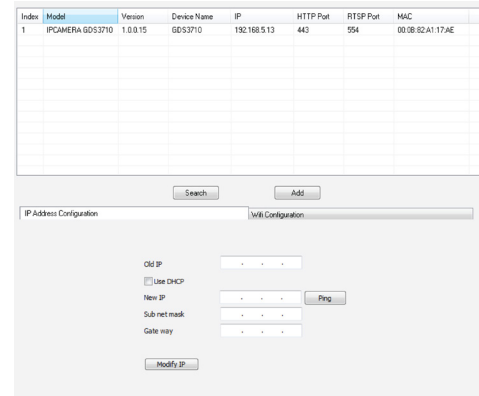 Index Model Version Device Name IP HTTP Port RTSP Port MAC
1 IPCAMERA GDS3710 1.0.0.15 GDS3710 192.168.5.13 443 554 00:0B:82:A1:17:AE
Search Add
IP Address Configuration Wifi Configuration
Old IP . . .
Use DHCP
New IP . . . Ping
Sub net mask . . .
Gate way . . .
Modify IP